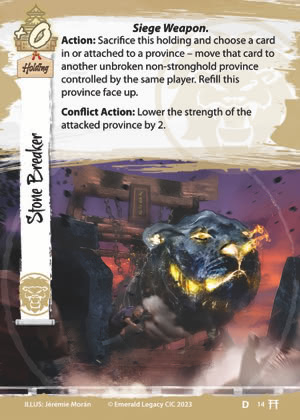 +0
Holding
Siege Weapon.
Action: Sacrifice this holding and choose a card
in or attached to a province – move that card to
another unbroken non-stronghold province
controlled by the same player. Refill this
province face up.
Conflict Action: Lower the strength of the
attacked province by 2.
Stone Breaker
ILLUS: Jérémie Morán © Emerald Legacy CIC 2023 D 14